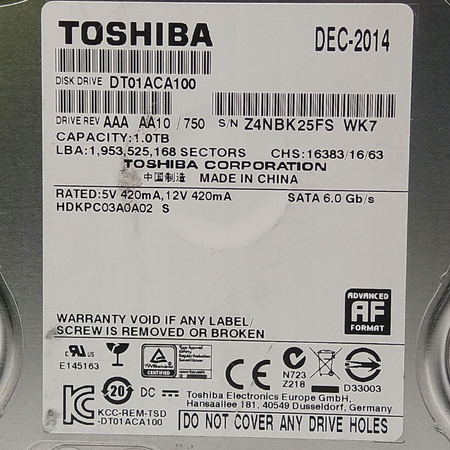 TOSHIBA
DEC-2014
DISK DRIVE DT01ACA100
DRIVE REV AAA AA10 / 750 S/N Z4NBK25FS WK7
CAPACITY:1.0TB
LBA:1,953,525,168 SECTORS CHS:16383/16/63
TOSHIBA CORPORATION
中国制造 MADE IN CHINA
RATED:5V 420mA,12V 420mA SATA 6.0 Gb/s
HDKPC03A0A02 S
ADVANCED
AF
FORMAT
WARRANTY VOID IF ANY LABEL/
SCREW IS REMOVED OR BROKEN
E145163
N723
Z218
D33003
20
DC
Toshiba Electronics Europe GmbH
Hansaallee 181, 40549 Dusseldorf, Germany
KCC-REM-TSD
-DT01ACA100
DO NOT COVER ANY DRIVE HOLES